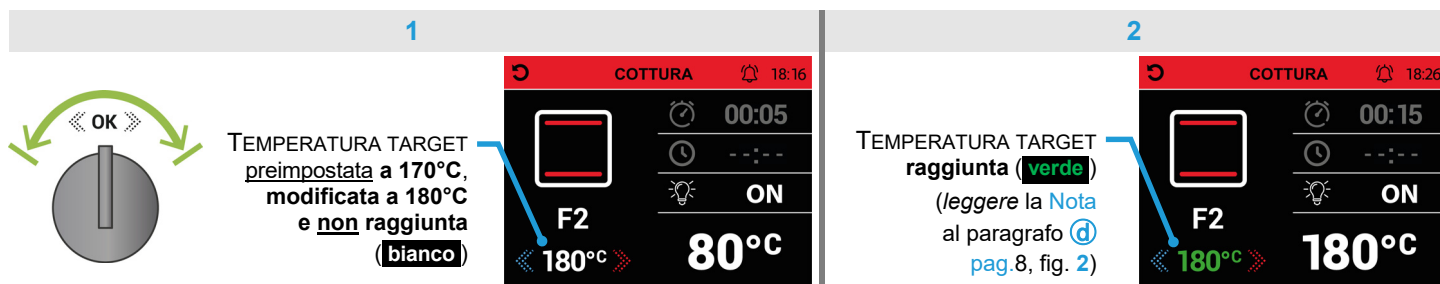 1
OK
TEMPERATURA TARGET
preimpostata a 170°C,
modificata a 180°C
e non raggiunta
(bianco)
COTTURA 18:16
00:05
--:--
ON
F2
180°C
80°C
2
TEMPERATURA TARGET
raggiunta (verde)
(leggere la Nota
al paragrafo d
pag.8, fig. 2)
COTTURA 18:26
00:15
--:--
ON
F2
180°C
180°C